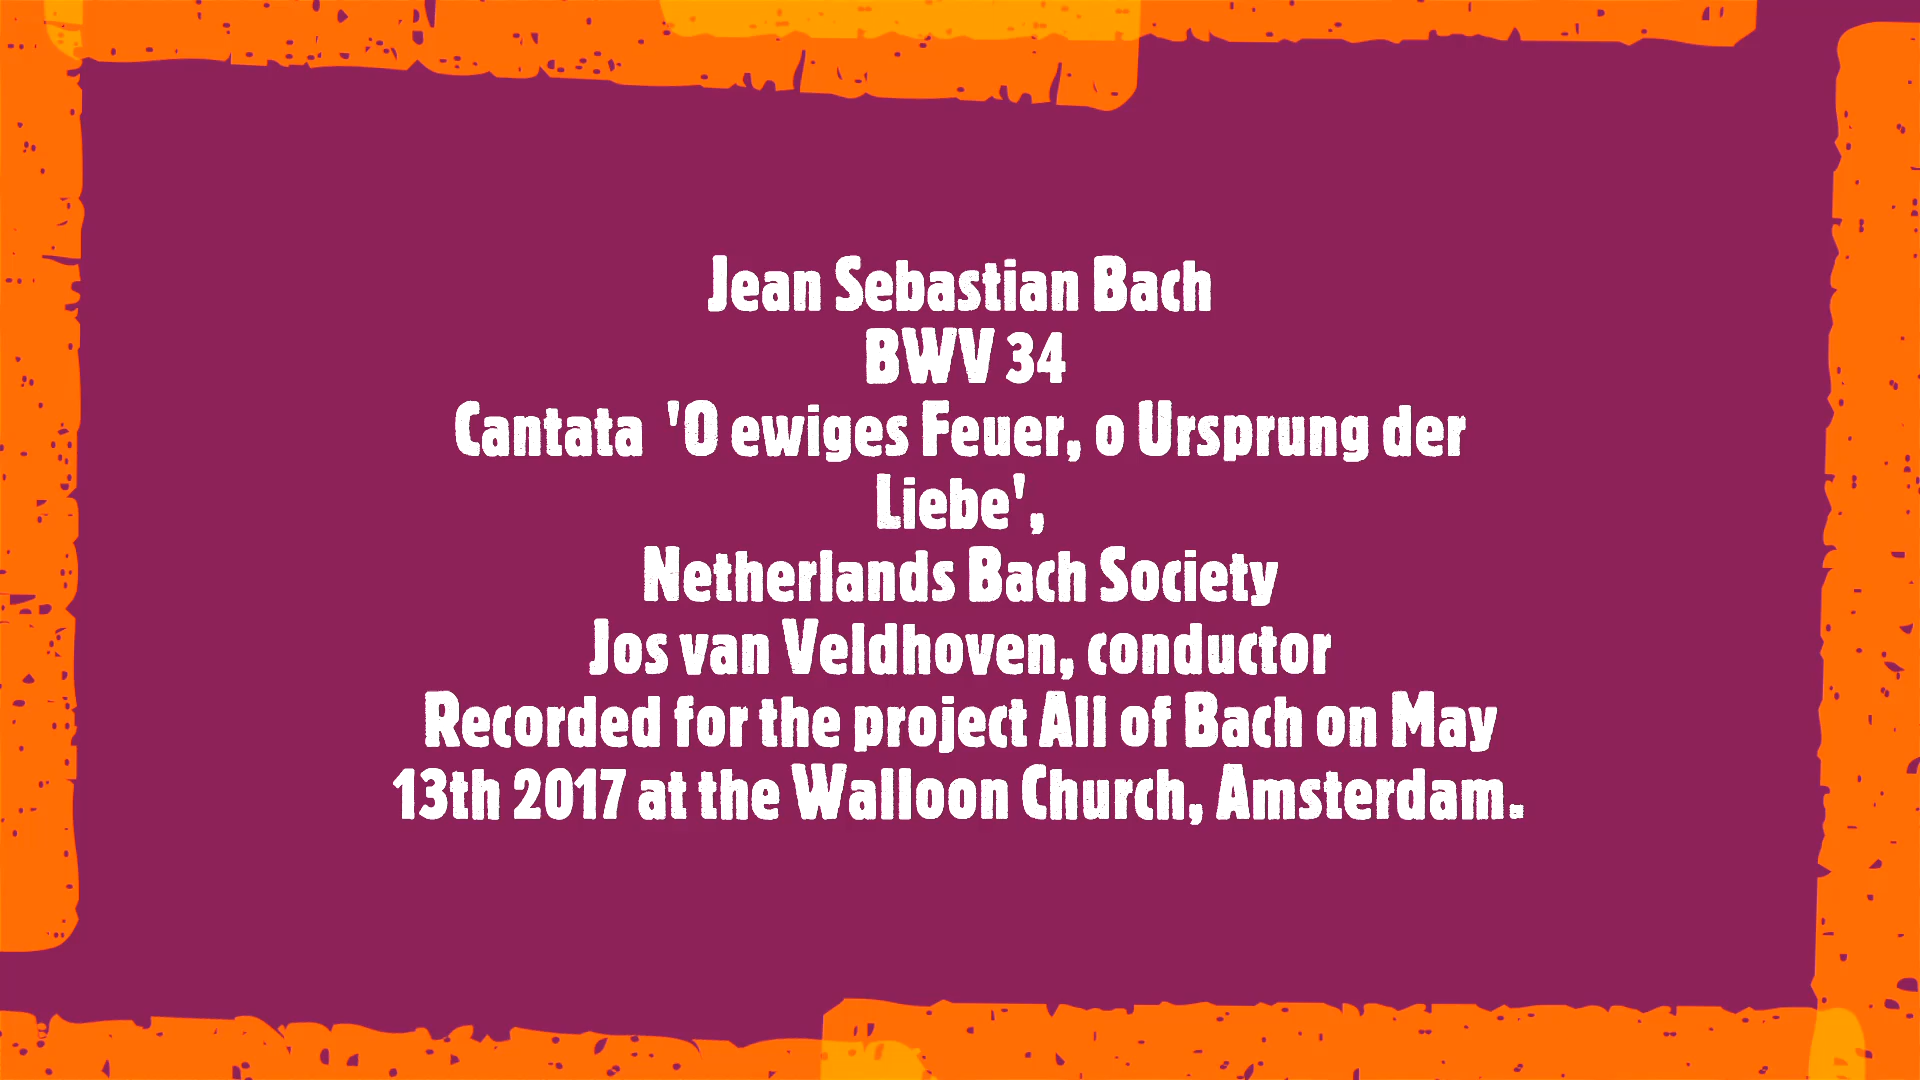 Jean Sebastian Bach
BWV 34
Cantata  'O ewiges Feuer, o Ursprung der
Liebe',
Netherlands Bach Society
Jos van Veldhoven, conductor
Recorded for the project All of Bach on May
13th 2017 at the Walloon Church, Amsterdam.